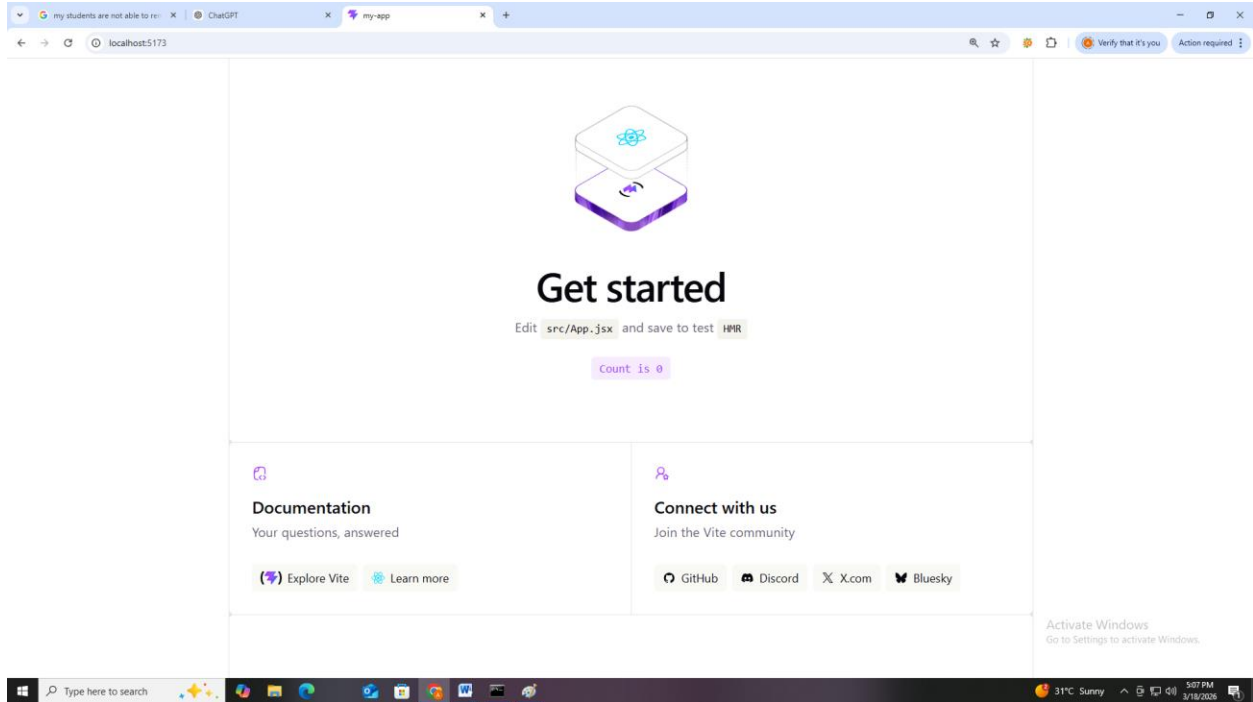 my students are not able to ren
ChatGPT
my-app
localhost:5173
Verify that it's you
Action required
Get started
Edit src/App.jsx and save to test HMR
Count is 0
Documentation
Your questions, answered
Explore Vite
Learn more
Connect with us
Join the Vite community
GitHub
Discord
X.com
Bluesky
Activate Windows
Go to Settings to activate Windows.
Type here to search
31°C Sunny
5:07 PM
3/18/2026